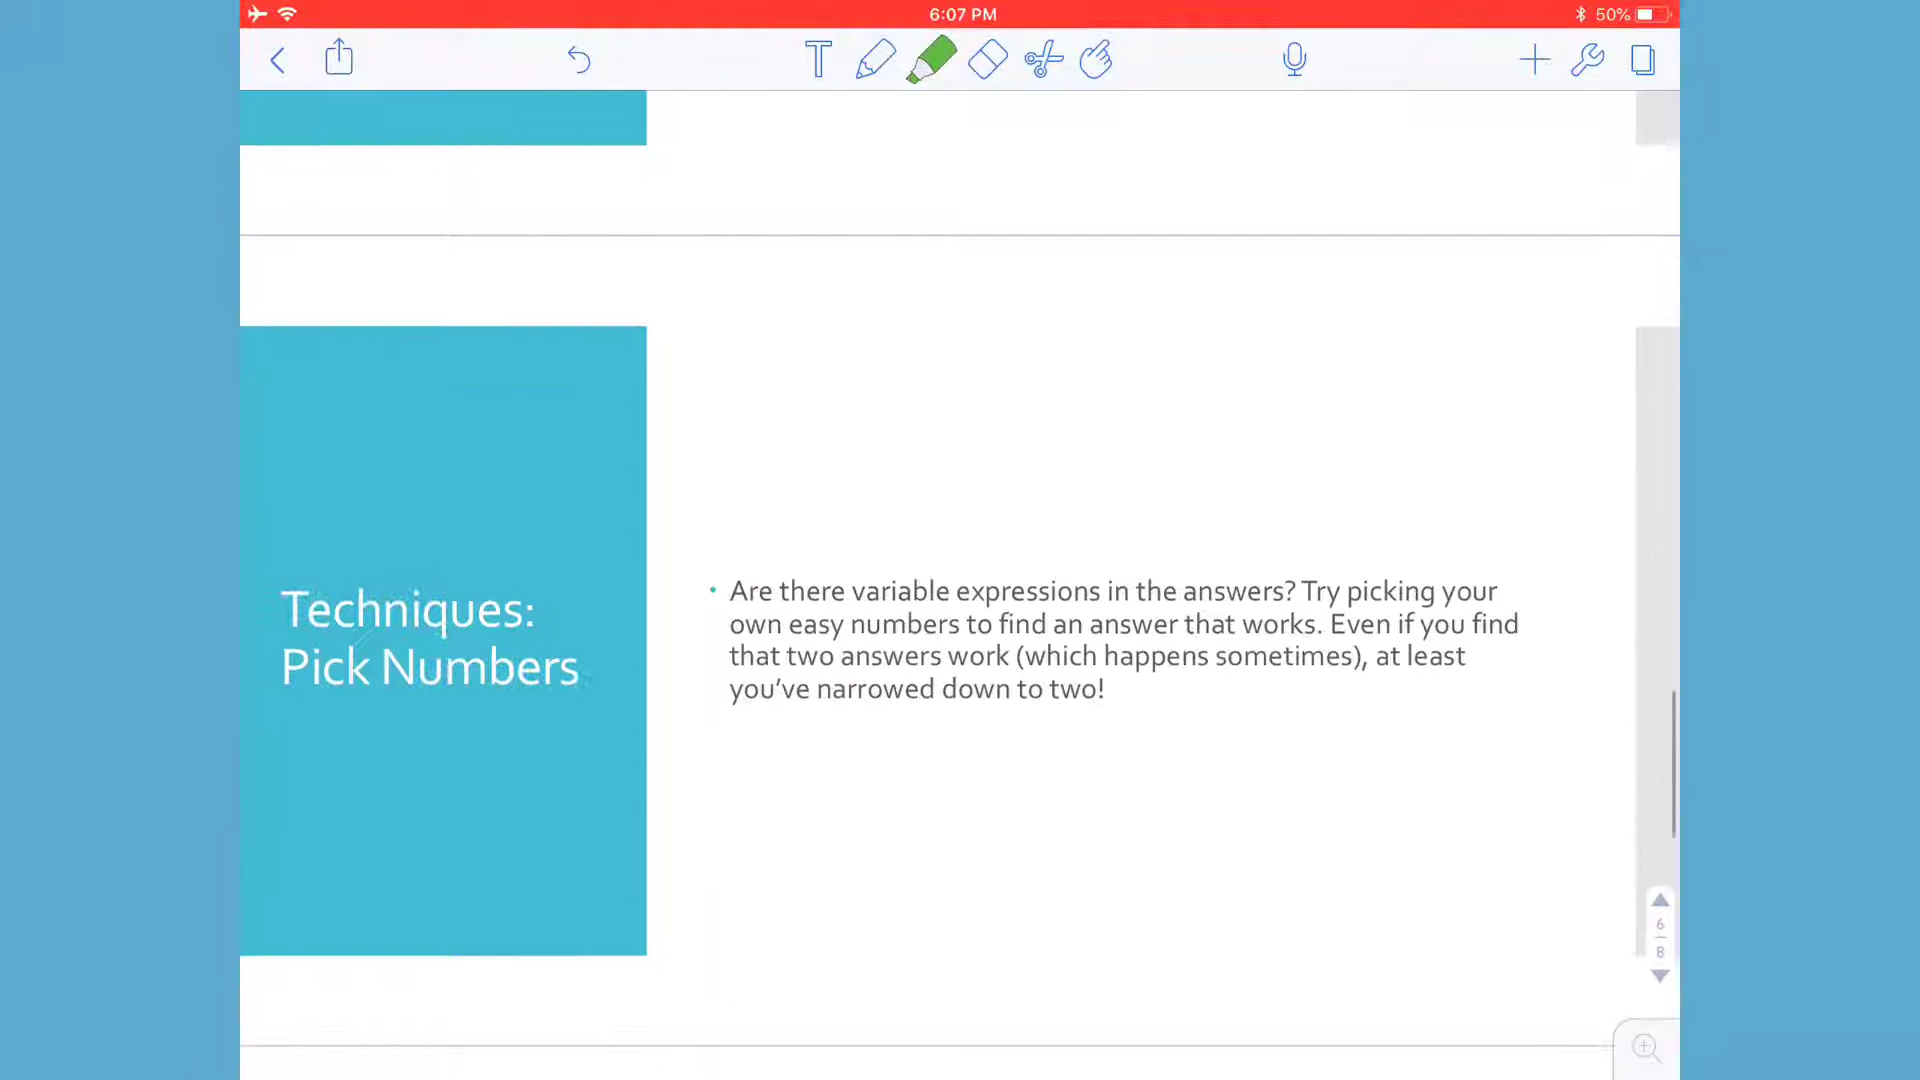 6:07 PM
50%
T
Techniques:
Pick Numbers
• Are there variable expressions in the answers? Try picking your
own easy numbers to find an answer that works. Even if you find
that two answers work (which happens sometimes), at least
you’ve narrowed down to two!
6
8